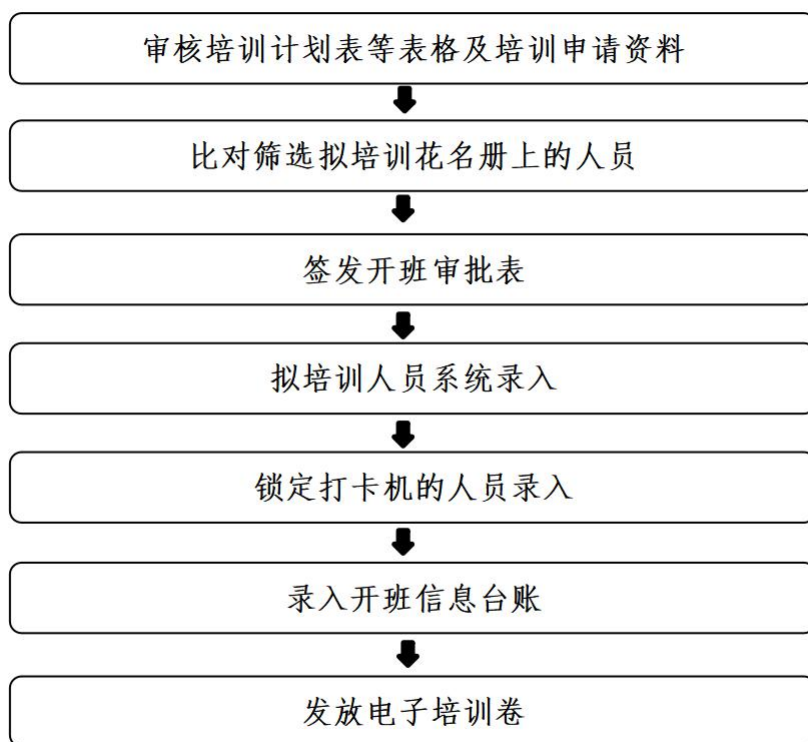 审核培训计划表等表格及培训申请资料
比对筛选拟培训花名册上的人员
签发开班审批表
拟培训人员系统录入
锁定打卡机的人员录入
录入开班信息台账
发放电子培训卷